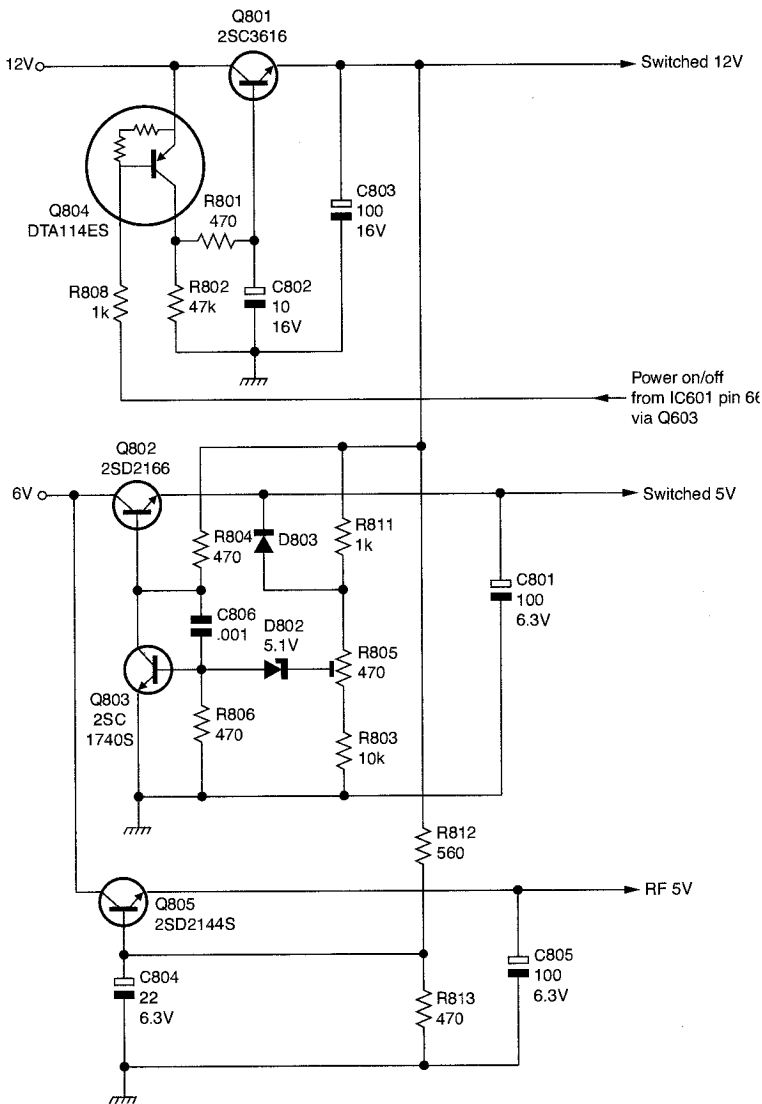 Q801
2SC3616
12V
Switched 12V
Q804
DTA114ES
R801
470
C803
100
16V
R808
1k
R802
47k
C802
10
16V
Power on/off
from IC601 pin 66
via Q603
Q802
2SD2166
6V
Switched 5V
R804
470
D803
R811
1k
C801
100
6.3V
C806
.001
D802
5.1V
R805
470
Q803
2SC
1740S
R806
470
R803
10k
R812
560
Q805
2SD2144S
RF 5V
C804
22
6.3V
R813
470
C805
100
6.3V